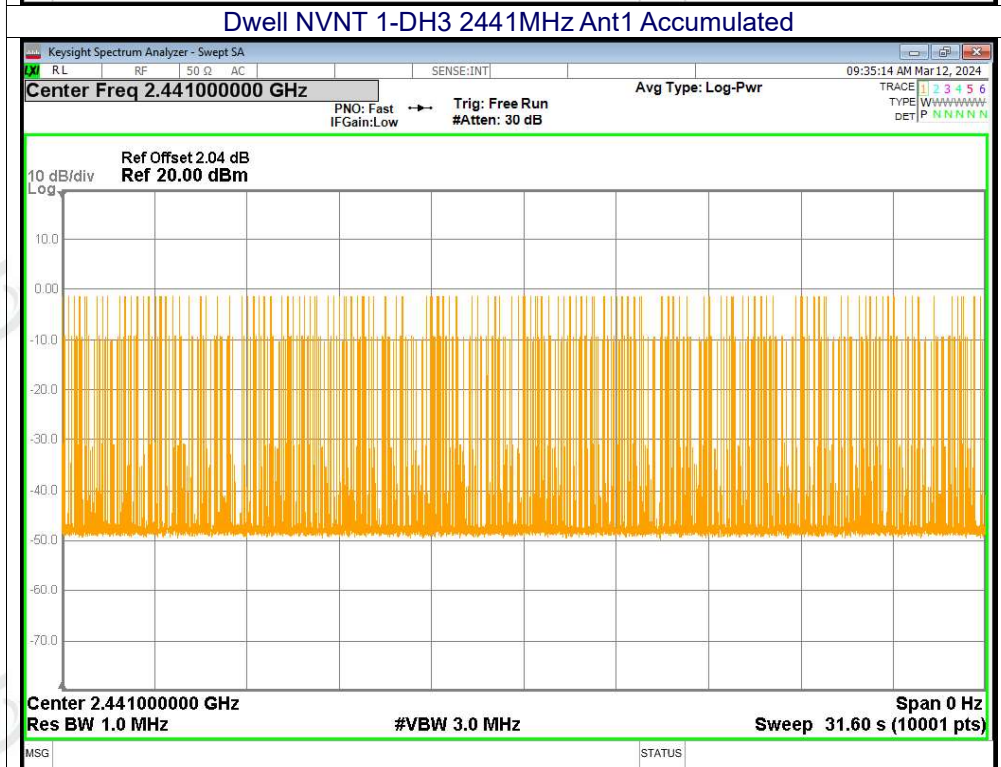 Dwell NVNT 1-DH3 2441MHz Ant1 Accumulated
Keysight Spectrum Analyzer - Swept SA
LXI RL RF 50 Ω AC SENSE:INT 09:35:14 AM Mar 12, 2024
Center Freq 2.441000000 GHz Avg Type: Log-Pwr TRACE 1 2 3 4 5 6
PNO: Fast Trig: Free Run TYPE WWWWWW
IFGain:Low #Atten: 30 dB DET P N N N N N
Ref Offset 2.04 dB
10 dB/div Ref 20.00 dBm
Log
10.0
0.00
-10.0
-20.0
-30.0
-40.0
-50.0
-60.0
-70.0
Center 2.441000000 GHz Span 0 Hz
Res BW 1.0 MHz #VBW 3.0 MHz Sweep 31.60 s (10001 pts)
MSG STATUS